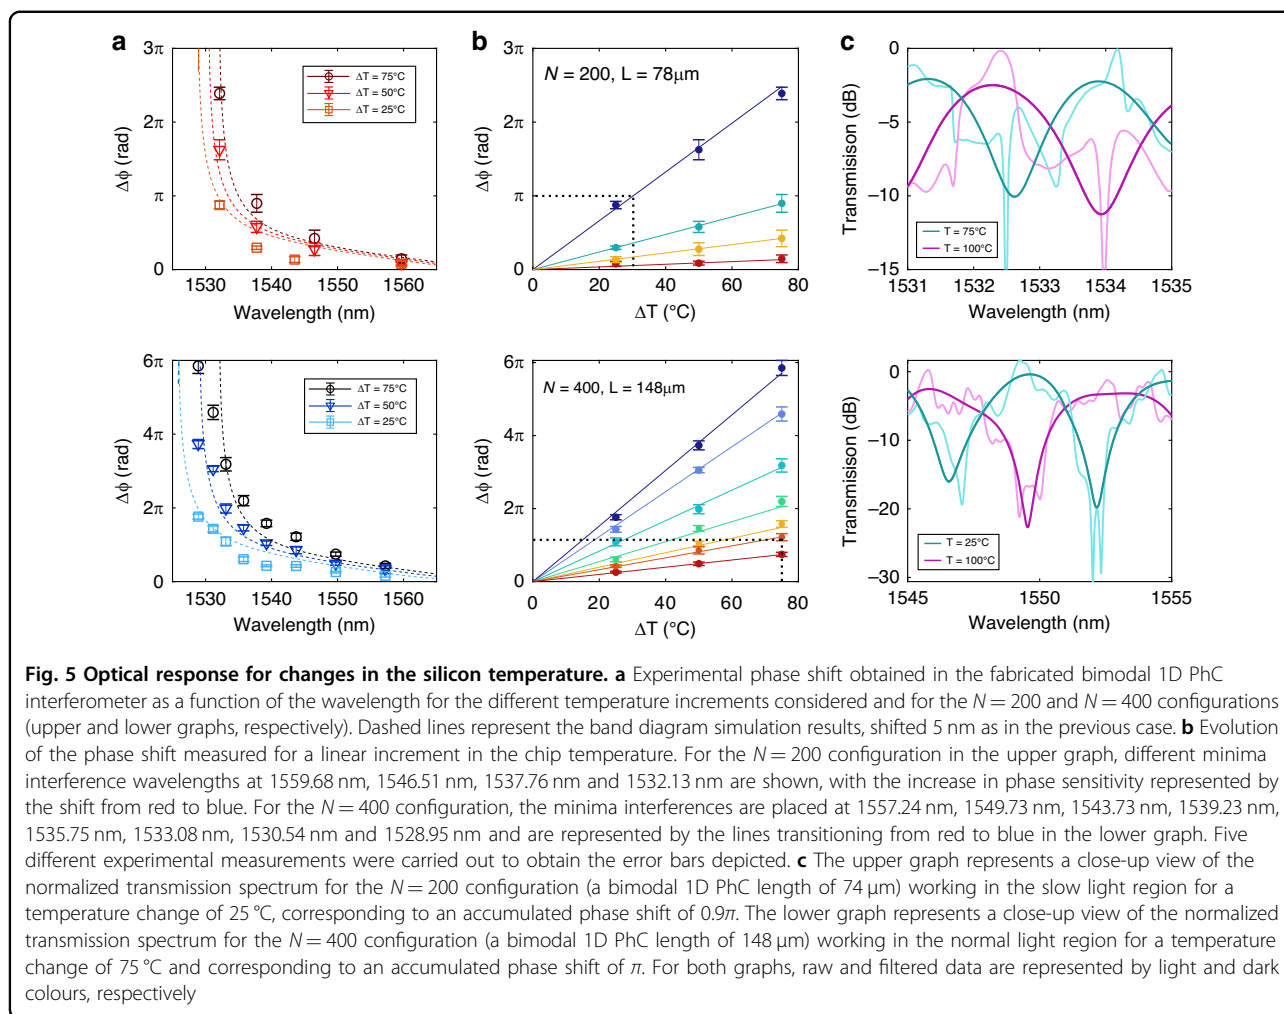 a
3π
2π
π
0
Δϕ (rad)
ΔT = 75°C
ΔT = 50°C
ΔT = 25°C
1530 1540 1550 1560
Wavelength (nm)
b
3π
2π
π
0
Δϕ (rad)
N = 200, L = 78μm
0 20 40 60 80
ΔT (°C)
c
0
−5
−10
−15
Transmisison (dB)
T = 75°C
T = 100°C
1531 1532 1533 1534 1535
Wavelength (nm)
6π
4π
2π
0
Δϕ (rad)
ΔT = 75°C
ΔT = 50°C
ΔT = 25°C
1530 1540 1550 1560
Wavelength (nm)
6π
4π
2π
0
Δϕ (rad)
N = 400, L = 148μm
0 20 40 60 80
ΔT (°C)
0
−10
−20
−30
Transmisison (dB)
T = 25°C
T = 100°C
1545 1550 1555
Wavelength (nm)
Fig. 5 Optical response for changes in the silicon temperature. a Experimental phase shift obtained in the fabricated bimodal 1D PhC
interferometer as a function of the wavelength for the different temperature increments considered and for the N = 200 and N = 400 configurations
(upper and lower graphs, respectively). Dashed lines represent the band diagram simulation results, shifted 5 nm as in the previous case. b Evolution
of the phase shift measured for a linear increment in the chip temperature. For the N = 200 configuration in the upper graph, different minima
interference wavelengths at 1559.68 nm, 1546.51 nm, 1537.76 nm and 1532.13 nm are shown, with the increase in phase sensitivity represented by
the shift from red to blue. For the N = 400 configuration, the minima interferences are placed at 1557.24 nm, 1549.73 nm, 1543.73 nm, 1539.23 nm,
1535.75 nm, 1533.08 nm, 1530.54 nm and 1528.95 nm and are represented by the lines transitioning from red to blue in the lower graph. Five
different experimental measurements were carried out to obtain the error bars depicted. c The upper graph represents a close-up view of the
normalized transmission spectrum for the N = 200 configuration (a bimodal 1D PhC length of 74 μm) working in the slow light region for a
temperature change of 25 °C, corresponding to an accumulated phase shift of 0.9π. The lower graph represents a close-up view of the normalized
transmission spectrum for the N = 400 configuration (a bimodal 1D PhC length of 148 μm) working in the normal light region for a temperature
change of 75 °C and corresponding to an accumulated phase shift of π. For both graphs, raw and filtered data are represented by light and dark
colours, respectively